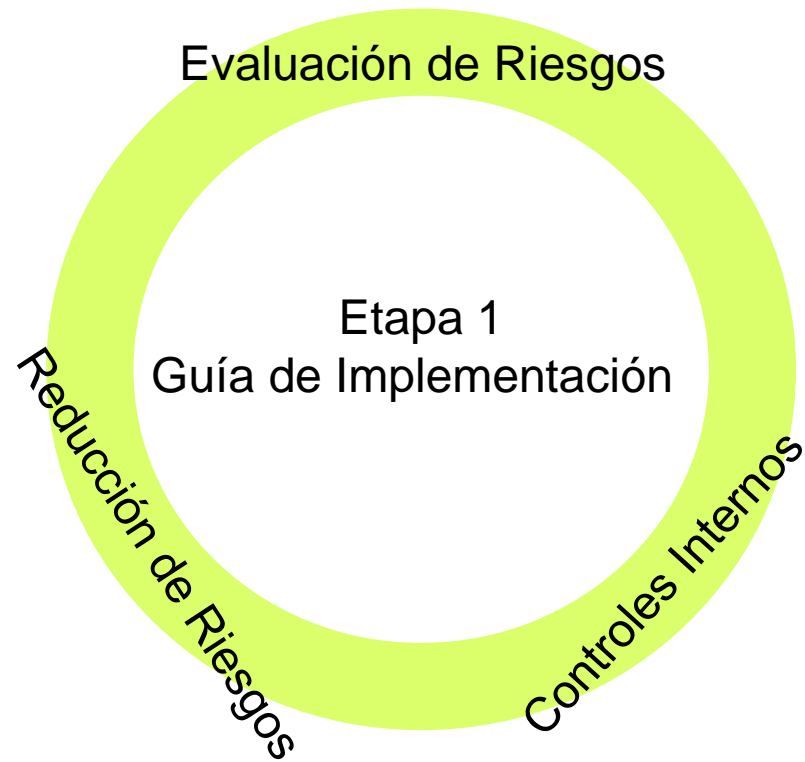 Evaluación de Riesgos
Etapa 1
Guía de Implementación
Reducción de Riesgos
Controles Internos